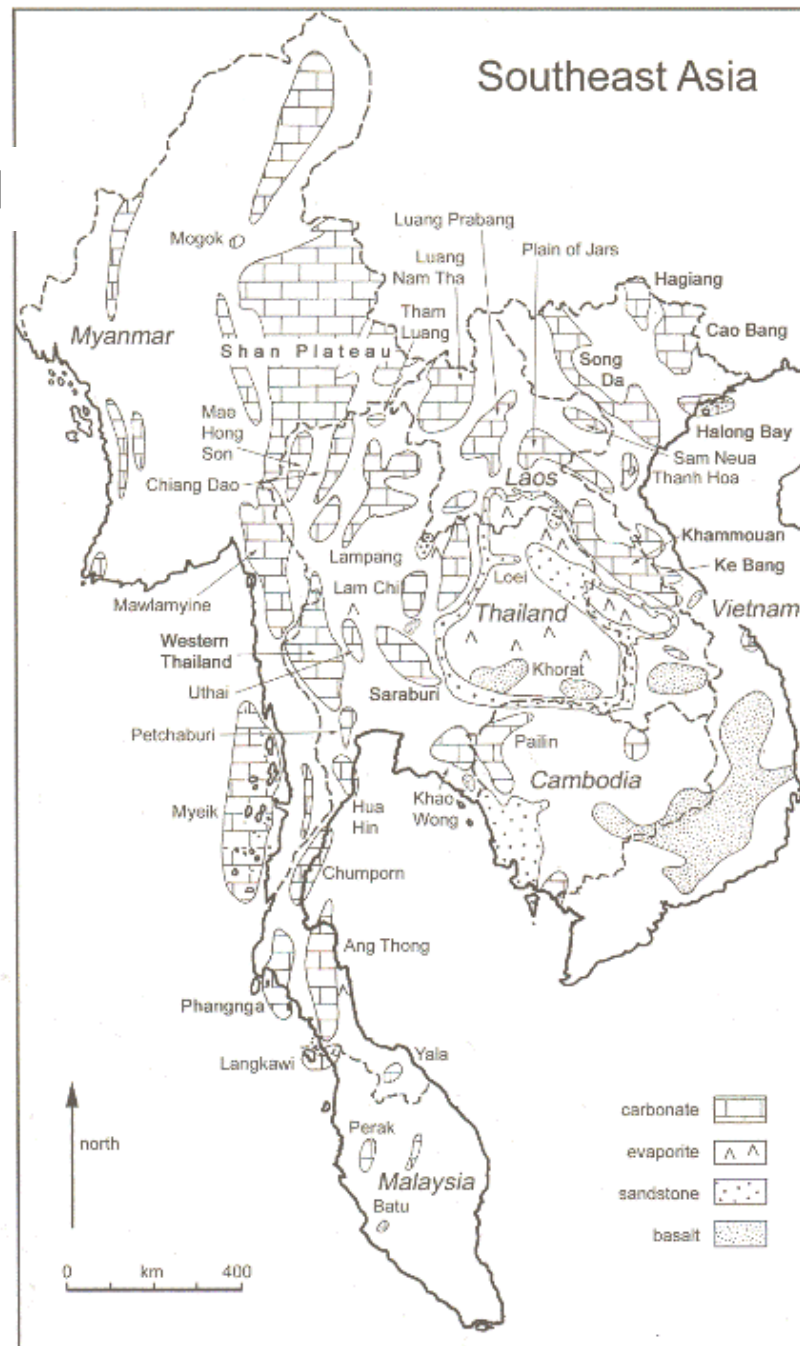 Southeast Asia
Luang Prabang
Mogok
Luang
Nam Tha
Plain of Jars
Hagiang
Tham
Luang
Cao Bang
Myanmar
Shan Plateau
Song
Da
Mae
Hong
Son
Halong Bay
Sam Neua
Chiang Dao
Laos
Thanh Hoa
Khammouan
Lampang
Ke Bang
Loei
Lam Chi
Mawlamyine
Thailand
Vietnam
Western
Thailand
Khorat
Uthai
Saraburi
Petchaburi
Pailin
Cambodia
Khao
Wong
Myeik
Hua
Hin
Chumporn
Ang Thong
Phangnga
Langkawi
Yala
carbonate
north
Perak
evaporite
Malaysia
sandstone
Batu
basalt
0 km 400